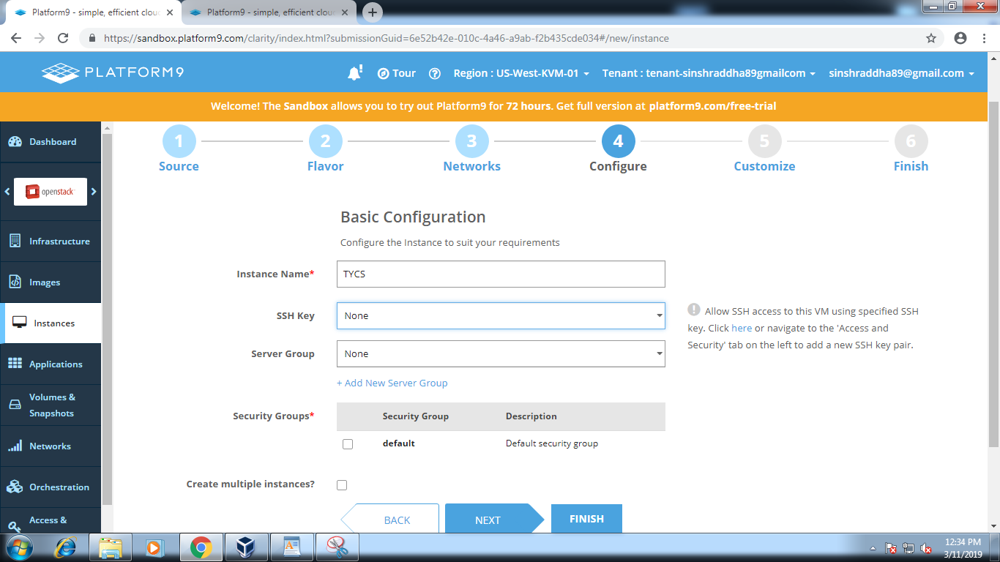 Platform9 - simple, efficient clou
Platform9 - simple, efficient clou
https://sandbox.platform9.com/clarity/index.html?submissionGuid=6e52b42e-010c-4a46-a9ab-f2b435cde034#/new/instance
PLATFORM9
Tour
Region : US-West-KVM-01
Tenant : tenant-sinshraddha89gmailcom
sinshraddha89@gmail.com
Welcome! The Sandbox allows you to try out Platform9 for 72 hours. Get full version at platform9.com/free-trial
Dashboard
openstack
Infrastructure
Images
Instances
Applications
Volumes &
Snapshots
Networks
Orchestration
Access &
1
2
3
4
5
6
Source
Flavor
Networks
Configure
Customize
Finish
Basic Configuration
Configure the Instance to suit your requirements
Instance Name*
TYCS
SSH Key
None
Allow SSH access to this VM using specified SSH
key. Click here or navigate to the 'Access and
Security' tab on the left to add a new SSH key pair.
Server Group
None
+ Add New Server Group
Security Groups*
Security Group
Description
default
Default security group
Create multiple instances?
BACK
NEXT
FINISH
12:34 PM
3/11/2019